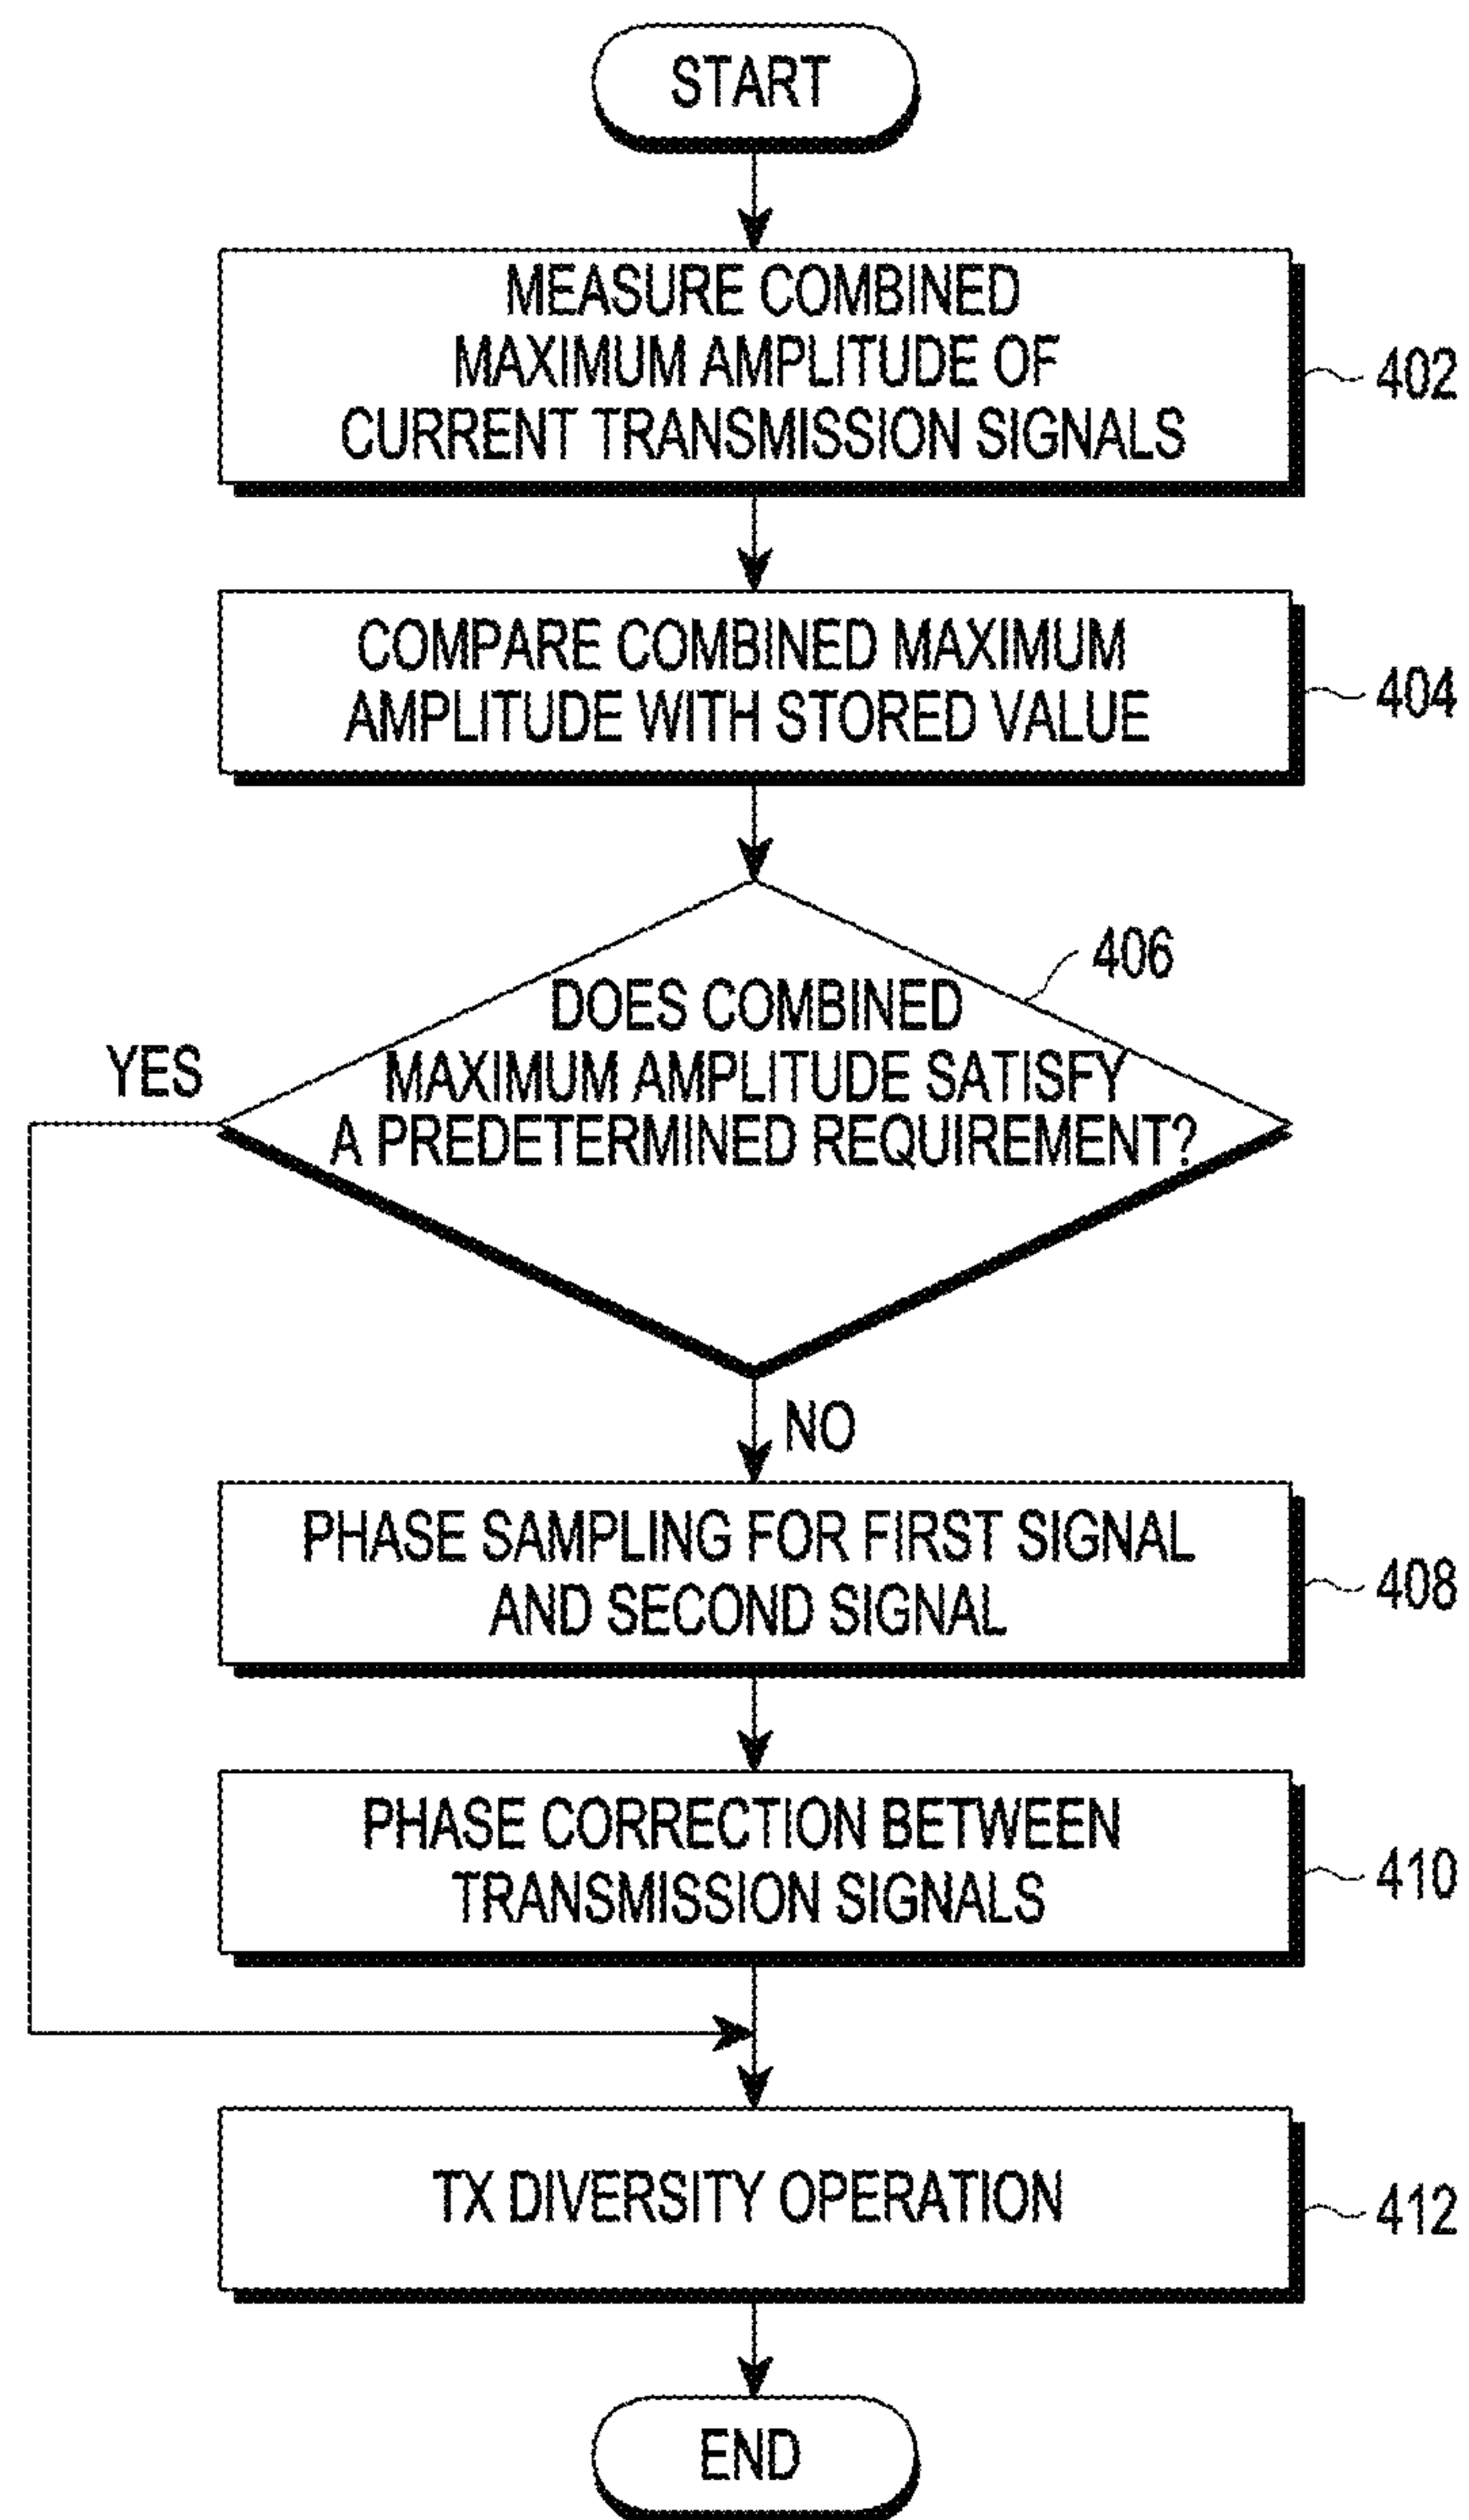 START
MEASURE COMBINED
MAXIMUM AMPLITUDE OF
CURRENT TRANSMISSION SIGNALS
402
COMPARE COMBINED MAXIMUM
AMPLITUDE WITH STORED VALUE
404
406
DOES COMBINED
MAXIMUM AMPLITUDE SATISFY
A PREDETERMINED REQUIREMENT?
YES
NO
PHASE SAMPLING FOR FIRST SIGNAL
AND SECOND SIGNAL
408
PHASE CORRECTION BETWEEN
TRANSMISSION SIGNALS
410
TX DIVERSITY OPERATION
412
END